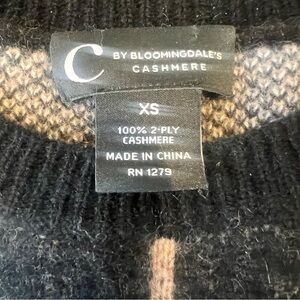 C
BY BLOOMINGDALE'S
CASHMERE
XS
100% 2-PLY
CASHMERE
MADE IN CHINA
RN 1279